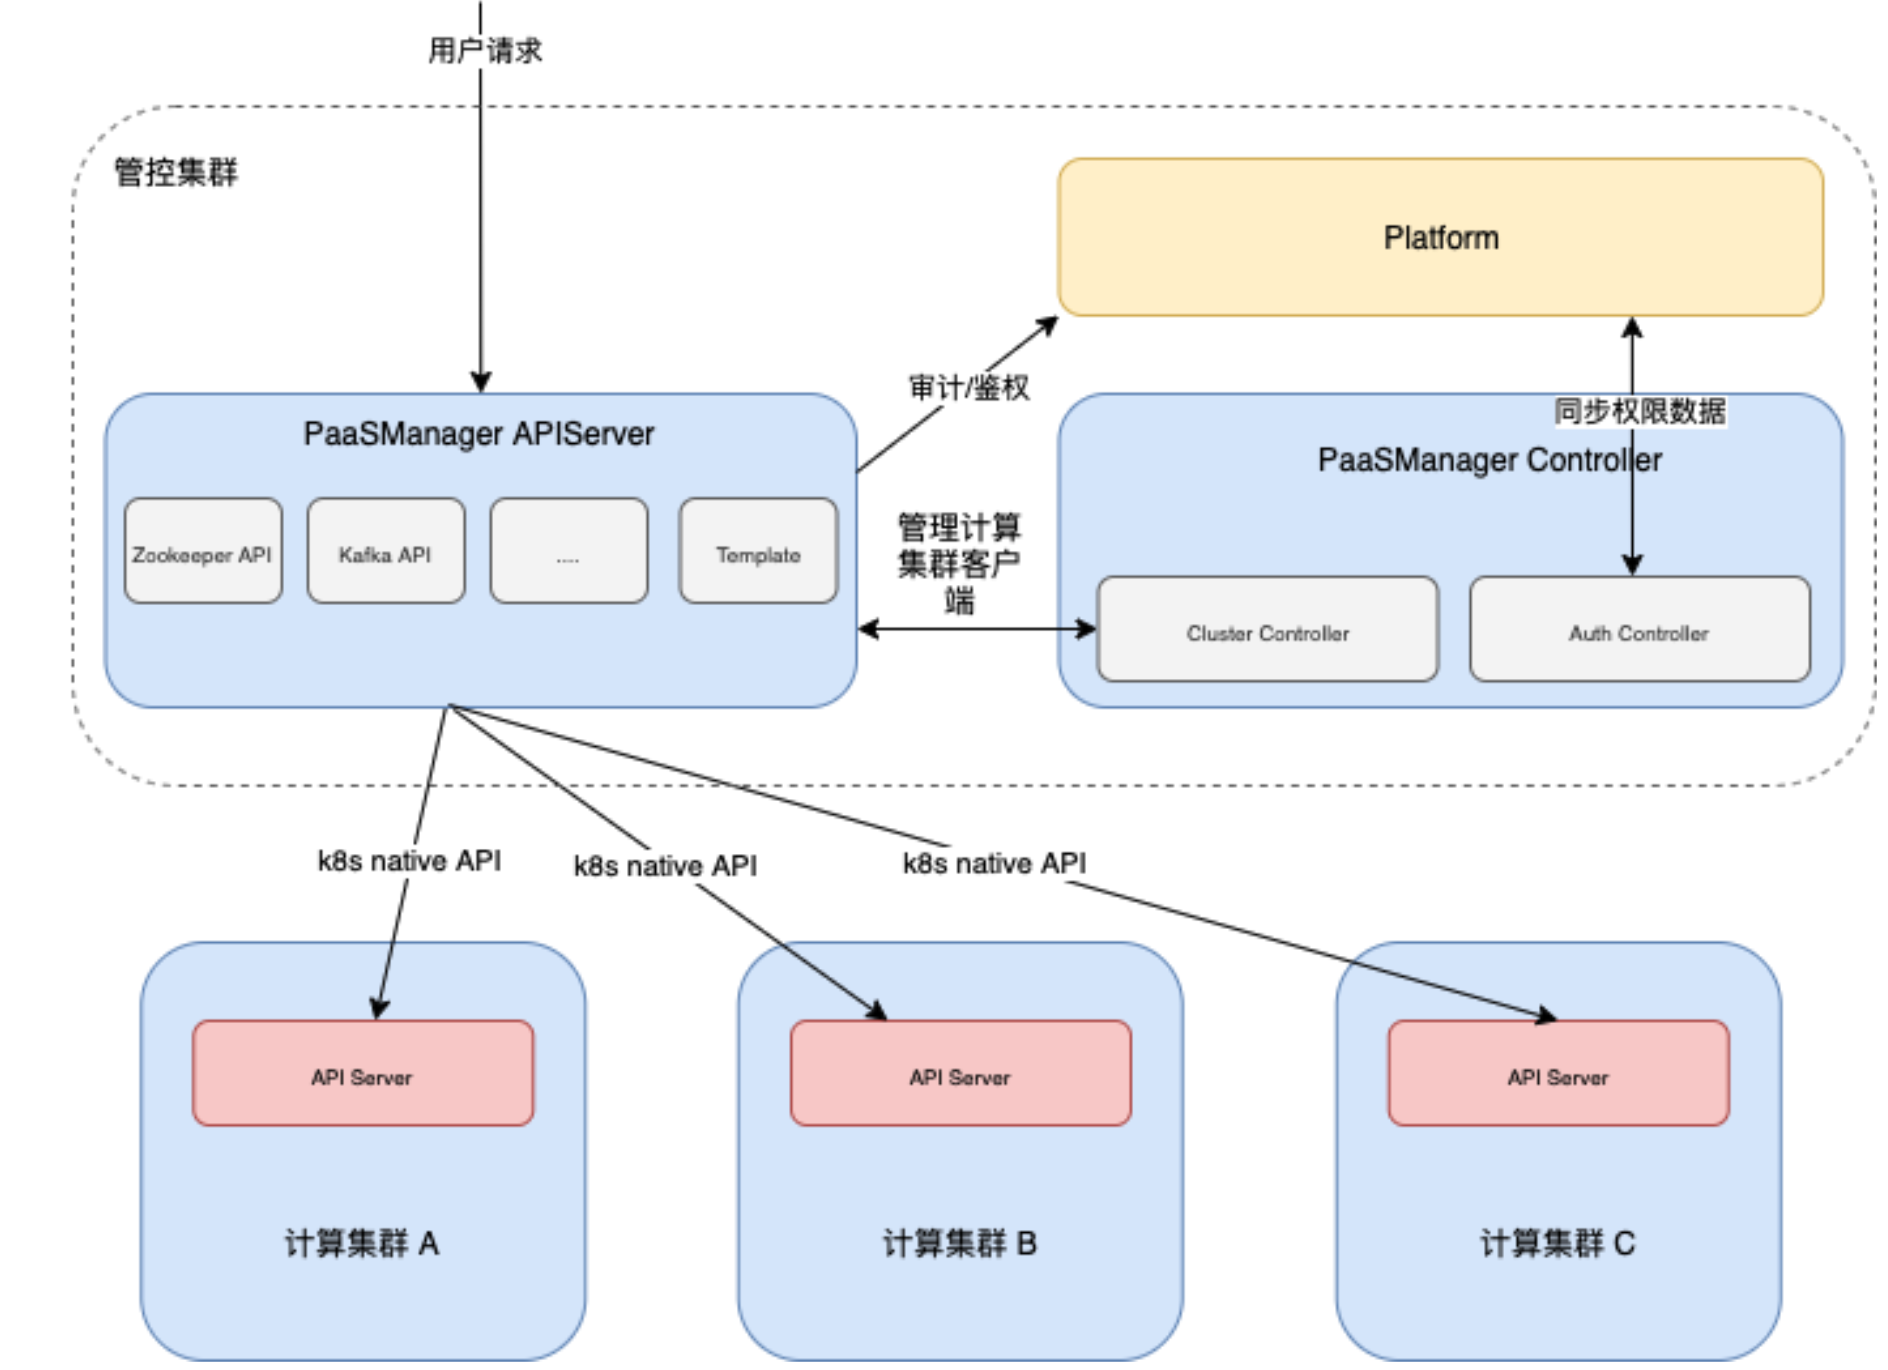 用户请求
管控集群
Platform
审计/鉴权
同步权限数据
PaaSManager APIServer
PaaSManager Controller
Zookeeper API
Kafka API
.....
Template
管理计算
集群客户
端
Cluster Controller
Auth Controller
k8s native API
k8s native API
k8s native API
API Server
API Server
API Server
计算集群 A
计算集群 B
计算集群 C